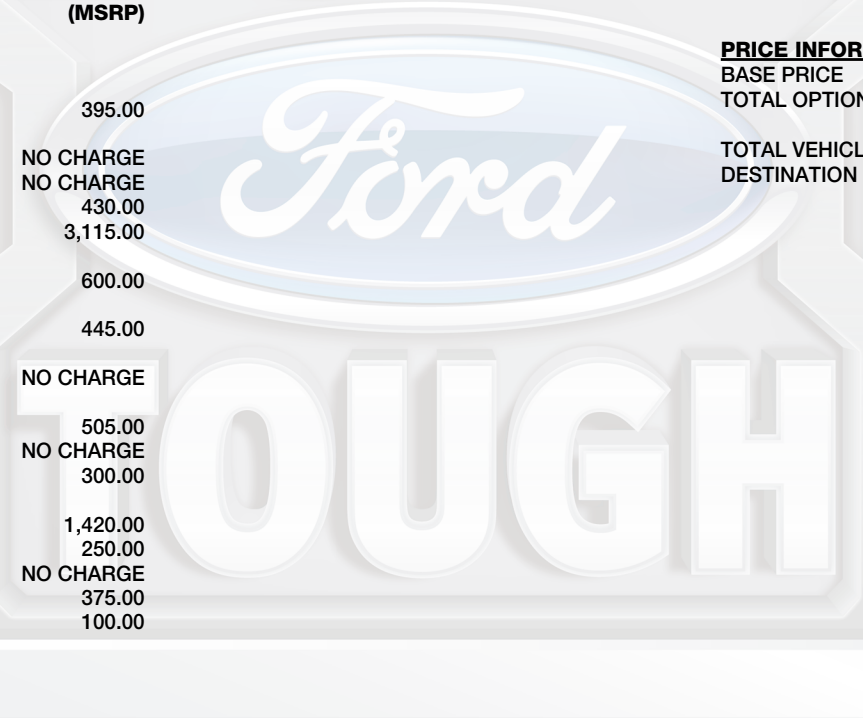 (MSRP)
395.00
NO CHARGE
NO CHARGE
430.00
3,115.00
600.00
445.00
NO CHARGE
505.00
NO CHARGE
300.00
1,420.00
250.00
NO CHARGE
375.00
100.00
PRICE INFOR
BASE PRICE
TOTAL OPTION
TOTAL VEHICL
DESTINATION
Ford
TOUGH